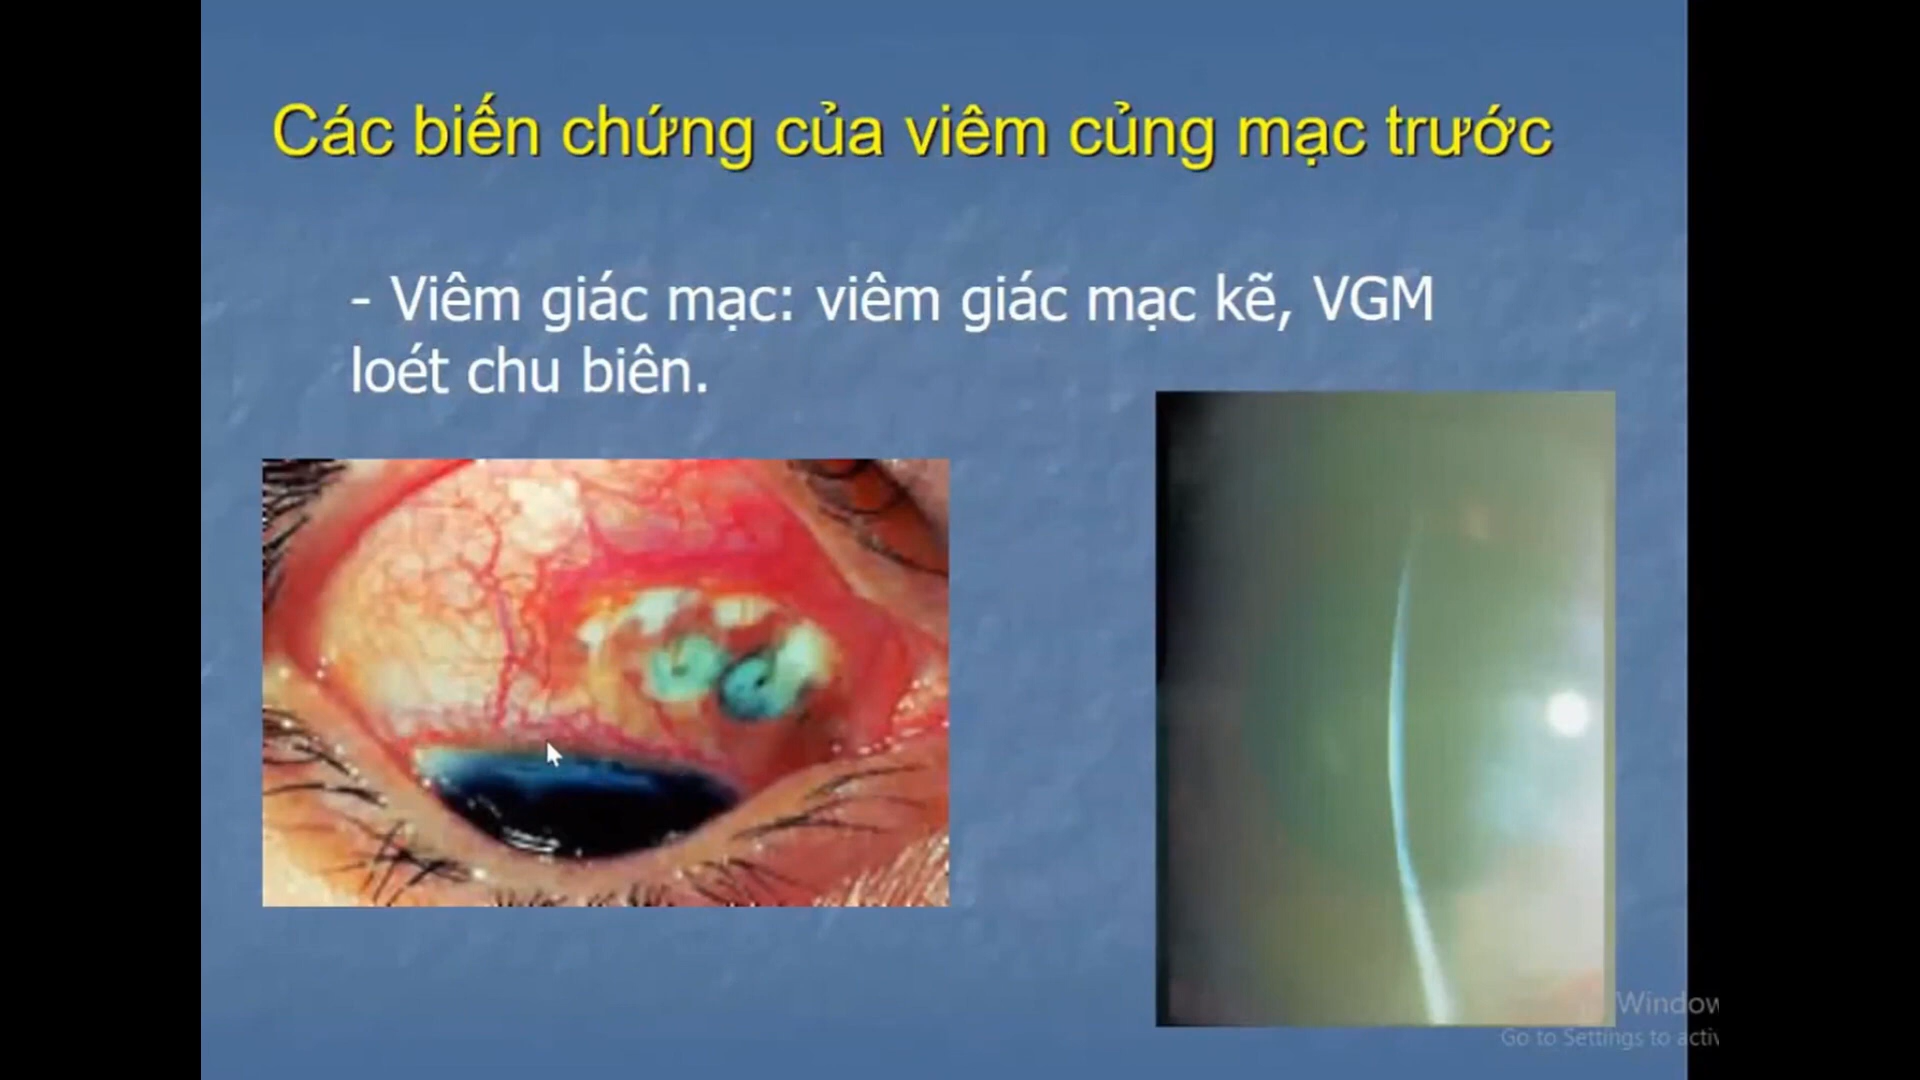 Các biến chứng của viêm củng mạc trước
- Viêm giác mạc: viêm giác mạc kẽ, VGM
loét chu biên.
Window
Go to Settings to activ